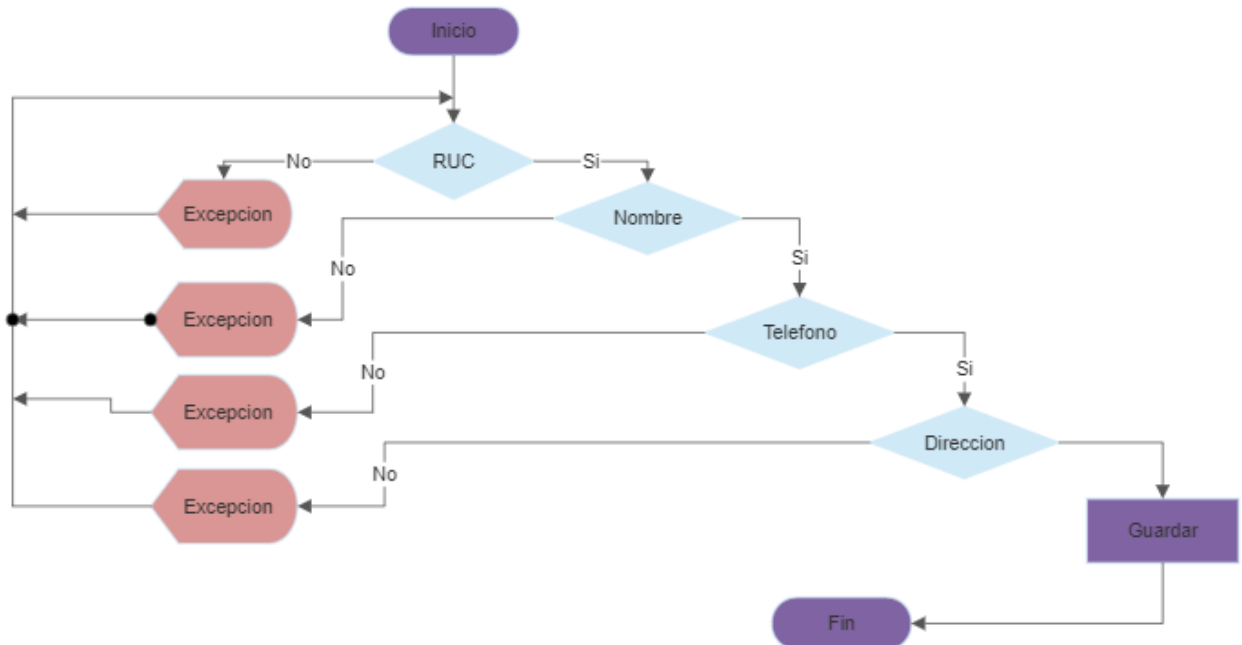 Inicio
RUC
No
Si
Excepcion
Nombre
No
Si
Excepcion
Telefono
No
Si
Excepcion
Direccion
No
Excepcion
Guardar
Fin